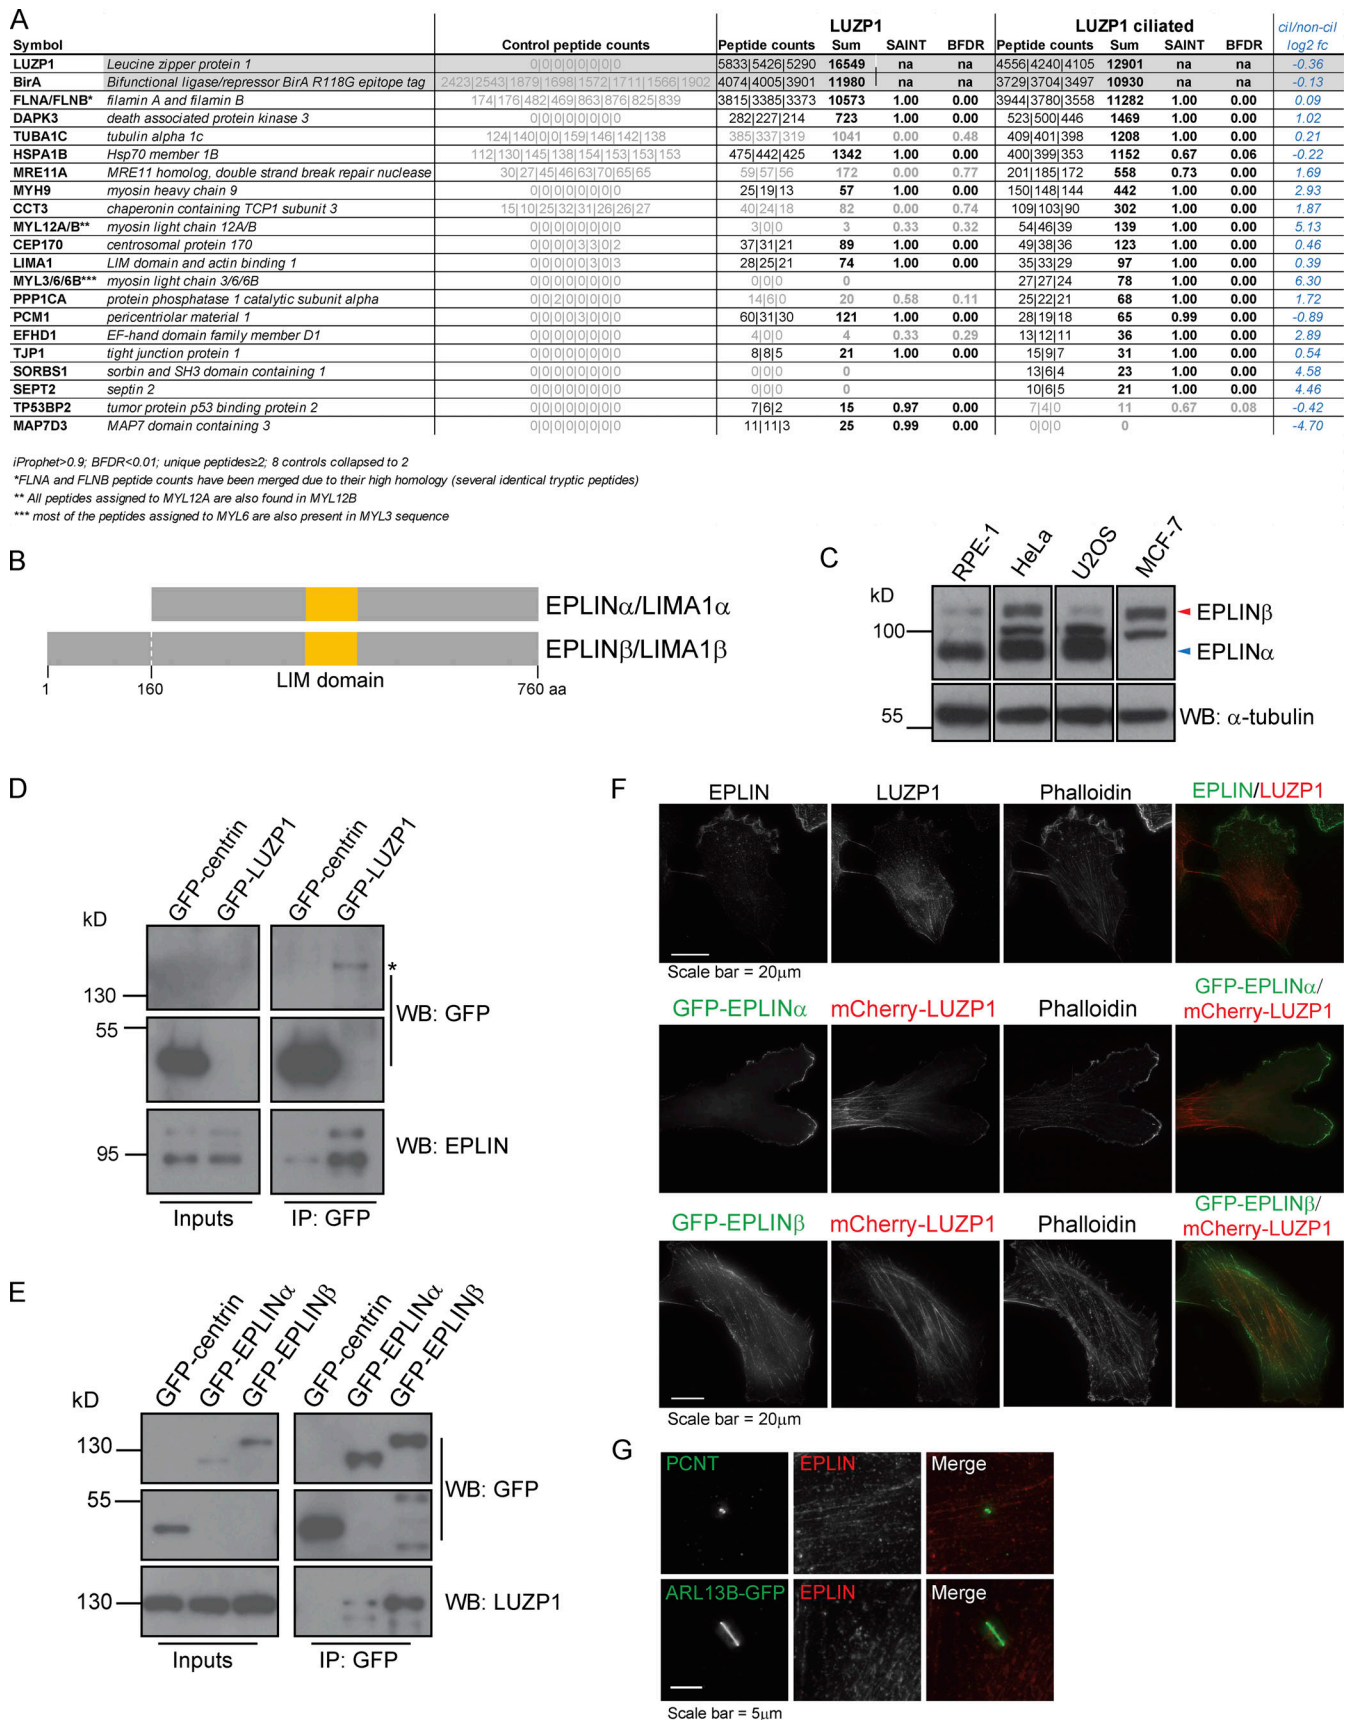 A
LUZP1 LUZP1 ciliated cil/non-cil
Symbol Control peptide counts Peptide counts Sum SAINT BFDR Peptide counts Sum SAINT BFDR log2 fc
LUZP1 Leucine zipper protein 1 0|0|0|0|0|0|0|0 5833|5426|5290 16549 na na 4556|4240|4105 12901 na na -0.36
BirA Bifunctional ligase/repressor BirA R118G epitope tag 2423|2543|1879|1698|1572|1711|1566|1902 4074|4005|3901 11980 na na 3729|3704|3497 10930 na na -0.13
FLNA/FLNB* filamin A and filamin B 174|176|482|469|863|876|825|839 3815|3385|3373 10573 1.00 0.00 3944|3780|3558 11282 1.00 0.00 0.09
DAPK3 death associated protein kinase 3 0|0|0|0|0|0|0|0 282|227|214 723 1.00 0.00 523|500|446 1469 1.00 0.00 1.02
TUBA1C tubulin alpha 1c 124|140|0|0|159|146|142|138 385|337|319 1041 0.00 0.48 409|401|398 1208 1.00 0.00 0.21
HSPA1B Hsp70 member 1B 112|130|145|138|154|153|153|153 475|442|425 1342 1.00 0.00 400|399|353 1152 0.67 0.06 -0.22
MRE11A MRE11 homolog, double strand break repair nuclease 30|27|45|46|63|70|65|65 59|57|56 172 0.00 0.77 201|185|172 558 0.73 0.00 1.69
MYH9 myosin heavy chain 9 0|0|0|0|0|0|0|0 25|19|13 57 1.00 0.00 150|148|144 442 1.00 0.00 2.93
CCT3 chaperonin containing TCP1 subunit 3 15|10|25|32|31|26|26|27 40|24|18 82 0.00 0.74 109|103|90 302 1.00 0.00 1.87
MYL12A/B** myosin light chain 12A/B 0|0|0|0|0|0|0|0 3|0|0 3 0.33 0.32 54|46|39 139 1.00 0.00 5.13
CEP170 centrosomal protein 170 0|0|0|0|3|3|0|2 37|31|21 89 1.00 0.00 49|38|36 123 1.00 0.00 0.46
LIMA1 LIM domain and actin binding 1 0|0|0|0|0|3|0|3 28|25|21 74 1.00 0.00 35|33|29 97 1.00 0.00 0.39
MYL3/6/6B*** myosin light chain 3/6/6B 0|0|0|0|0|0|0|0 0|0|0 0 27|27|24 78 1.00 0.00 6.30
PPP1CA protein phosphatase 1 catalytic subunit alpha 0|0|2|0|0|0|0|0 14|6|0 20 0.58 0.11 25|22|21 68 1.00 0.00 1.72
PCM1 pericentriolar material 1 0|0|0|0|3|0|0|0 60|31|30 121 1.00 0.00 28|19|18 65 0.99 0.00 -0.89
EFHD1 EF-hand domain family member D1 0|0|0|0|0|0|0|0 4|0|0 4 0.33 0.29 13|12|11 36 1.00 0.00 2.89
TJP1 tight junction protein 1 0|0|0|0|0|0|0|0 8|8|5 21 1.00 0.00 15|9|7 31 1.00 0.00 0.54
SORBS1 sorbin and SH3 domain containing 1 0|0|0|0|0|0|0|0 0|0|0 0 13|6|4 23 1.00 0.00 4.58
SEPT2 septin 2 0|0|0|0|0|0|0|0 0|0|0 0 10|6|5 21 1.00 0.00 4.46
TP53BP2 tumor protein p53 binding protein 2 0|0|0|0|0|0|0|0 7|6|2 15 0.97 0.00 7|4|0 11 0.67 0.08 -0.42
MAP7D3 MAP7 domain containing 3 0|0|0|0|0|0|0|0 11|11|3 25 0.99 0.00 0|0|0 0 -4.70
iProphet>0.9; BFDR<0.01; unique peptides≥2; 8 controls collapsed to 2
*FLNA and FLNB peptide counts have been merged due to their high homology (several identical tryptic peptides)
** All peptides assigned to MYL12A are also found in MYL12B
*** most of the peptides assigned to MYL6 are also present in MYL3 sequence
B
EPLINα/LIMA1α
EPLINβ/LIMA1β
LIM domain
1 160 760 aa
C
RPE-1 HeLa U2OS MCF-7
kD
100
EPLINβ
EPLINα
55
WB: α-tubulin
D
GFP-centrin GFP-LUZP1 GFP-centrin GFP-LUZP1
kD
*
130
55
WB: GFP
95
WB: EPLIN
Inputs IP: GFP
E
GFP-centrin GFP-EPLINα GFP-EPLINβ GFP-centrin GFP-EPLINα GFP-EPLINβ
kD
130
55
WB: GFP
130
WB: LUZP1
Inputs IP: GFP
F
EPLIN LUZP1 Phalloidin EPLIN/LUZP1
Scale bar = 20μm
GFP-EPLINα mCherry-LUZP1 Phalloidin GFP-EPLINα/
mCherry-LUZP1
GFP-EPLINβ mCherry-LUZP1 Phalloidin GFP-EPLINβ/
mCherry-LUZP1
Scale bar = 20μm
G
PCNT EPLIN Merge
ARL13B-GFP EPLIN Merge
Scale bar = 5μm